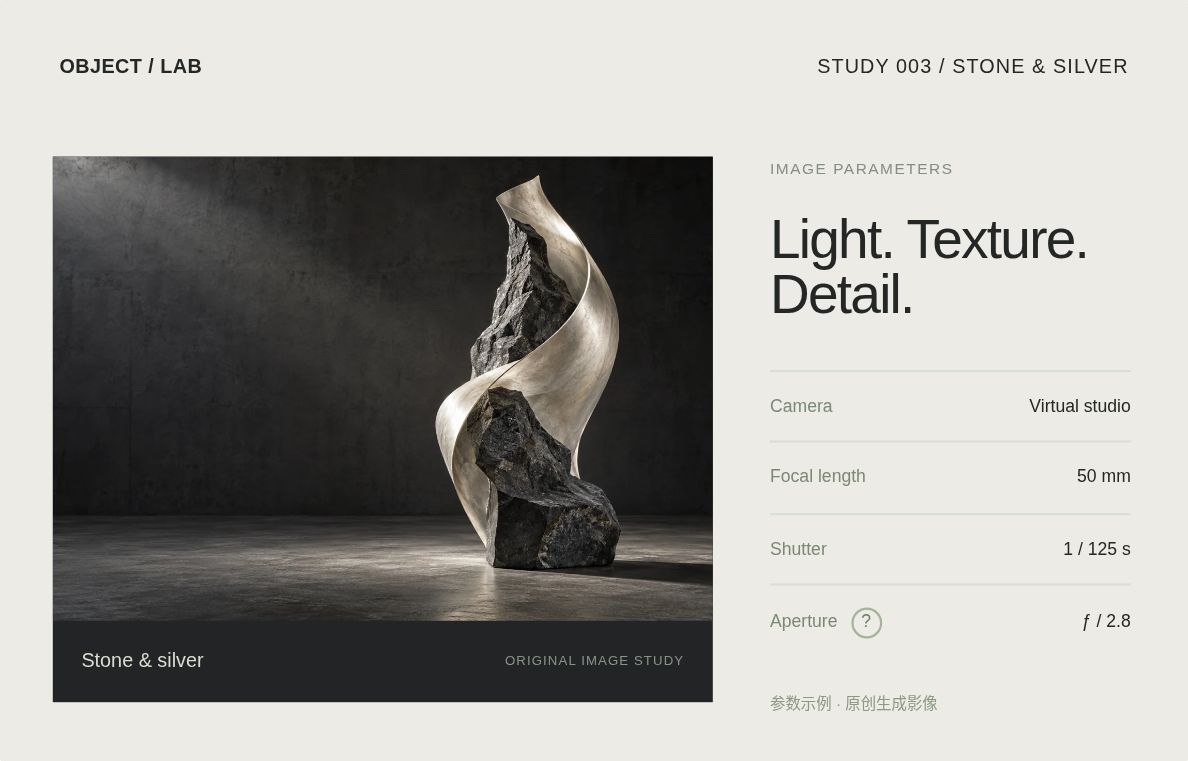 OBJECT / LAB
STUDY 003 / STONE & SILVER
IMAGE PARAMETERS
Light. Texture.
Detail.
Camera Virtual studio
Focal length 50 mm
Shutter 1 / 125 s
Aperture ? ƒ / 2.8
Stone & silver
ORIGINAL IMAGE STUDY
参数示例 · 原创生成影像